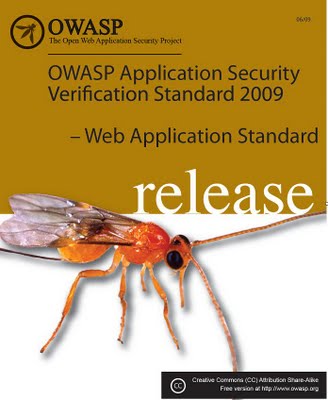 OWASP
The Open Web Application Security Project
06/09
OWASP Application Security
Verification Standard 2009
– Web Application Standard
release
CC
Creative Commons (CC) Attribution Share-Alike
Free version at http://www.owasp.org